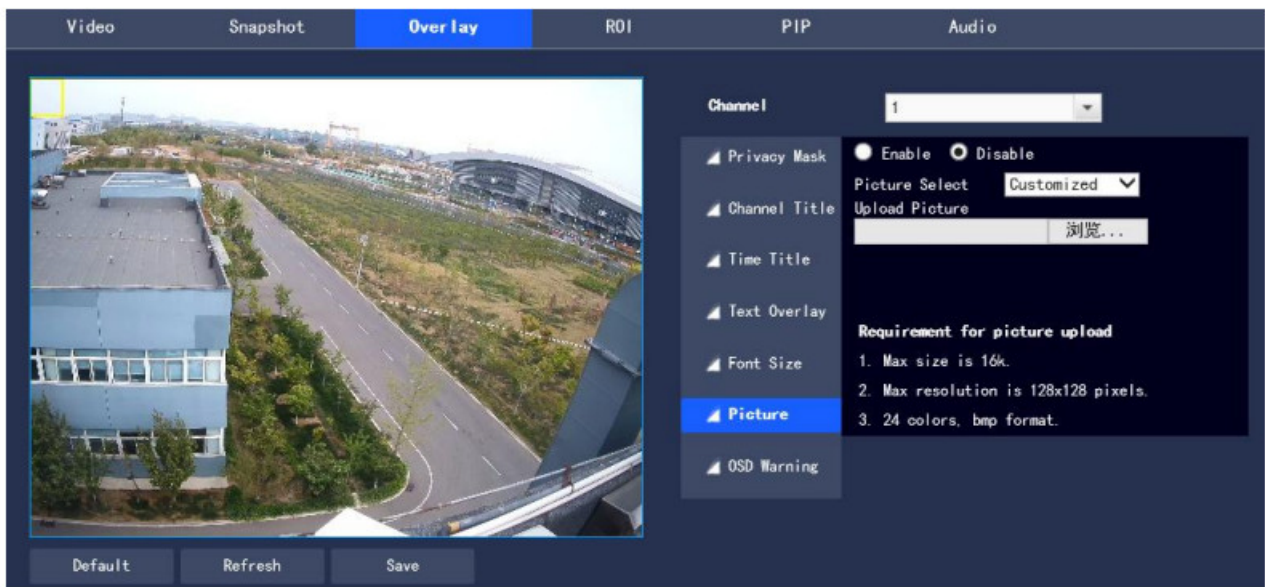 Video Snapshot Overlay ROI PIP Audio
Channel 1
Privacy Mask
Channel Title
Time Title
Text Overlay
Font Size
Picture
OSD Warning
Enable Disable
Picture Select Customized
Upload Picture
浏览...
Requirement for picture upload
1. Max size is 16k.
2. Max resolution is 128x128 pixels.
3. 24 colors, bmp format.
Default Refresh Save